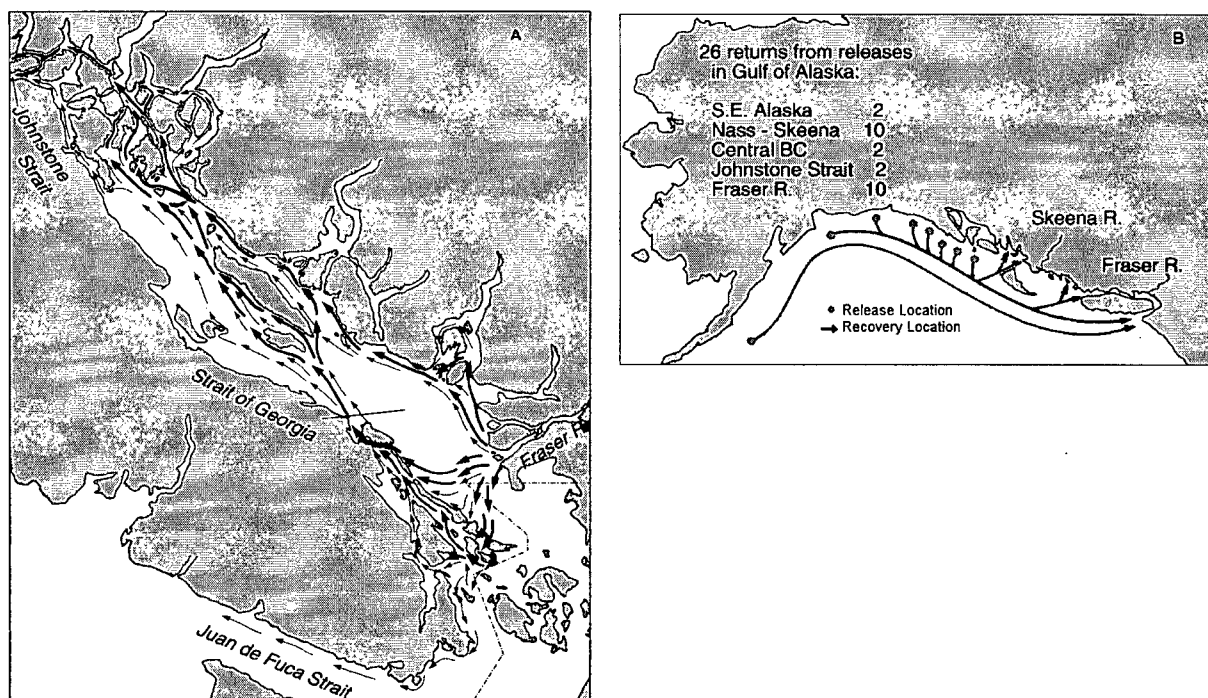 A
Johnstone
Strait
Strait of Georgia
Fraser R.
Juan de Fuca Strait
B
26 returns from releases
in Gulf of Alaska:
S.E. Alaska 2
Nass - Skeena 10
Central BC 2
Johnstone Strait 2
Fraser R. 10
Skeena R.
Fraser R.
Release Location
Recovery Location